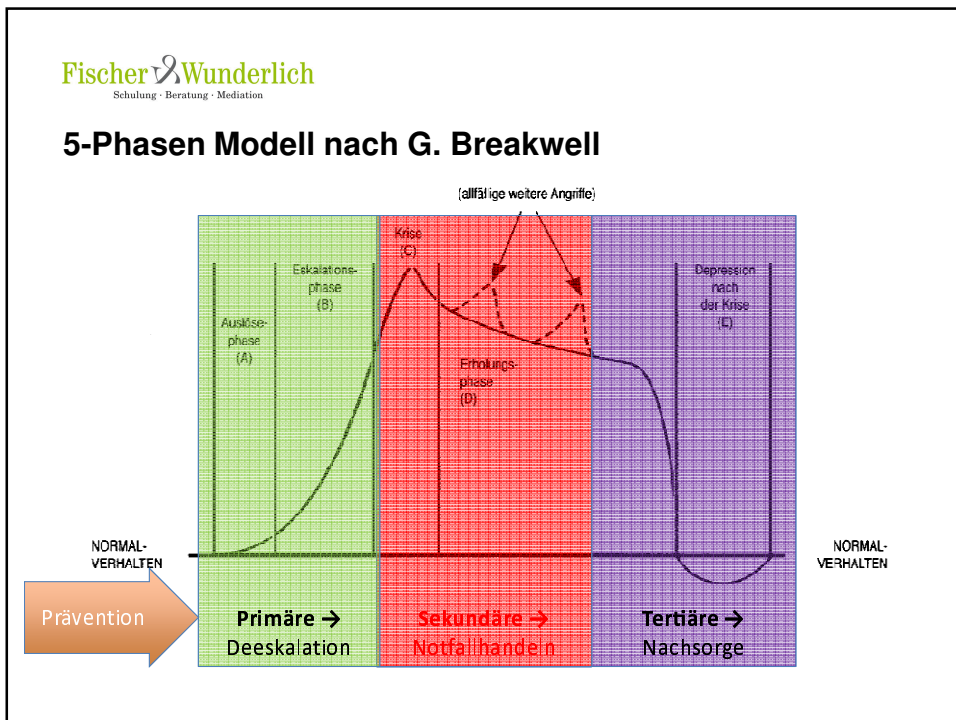 Fischer & Wunderlich
Schulung · Beratung · Mediation
5-Phasen Modell nach G. Breakwell
(allfällige weitere Angriffe)
Krise
(C)
Eskalations-
phase
(B)
Auslöse-
phase
(A)
Erholungs-
phase
(D)
Depression
nach
der Krise
(E)
NORMAL-
VERHALTEN
NORMAL-
VERHALTEN
Prävention
Primäre →
Deeskalation
Sekundäre →
Notfallhandeln
Tertiäre →
Nachsorge